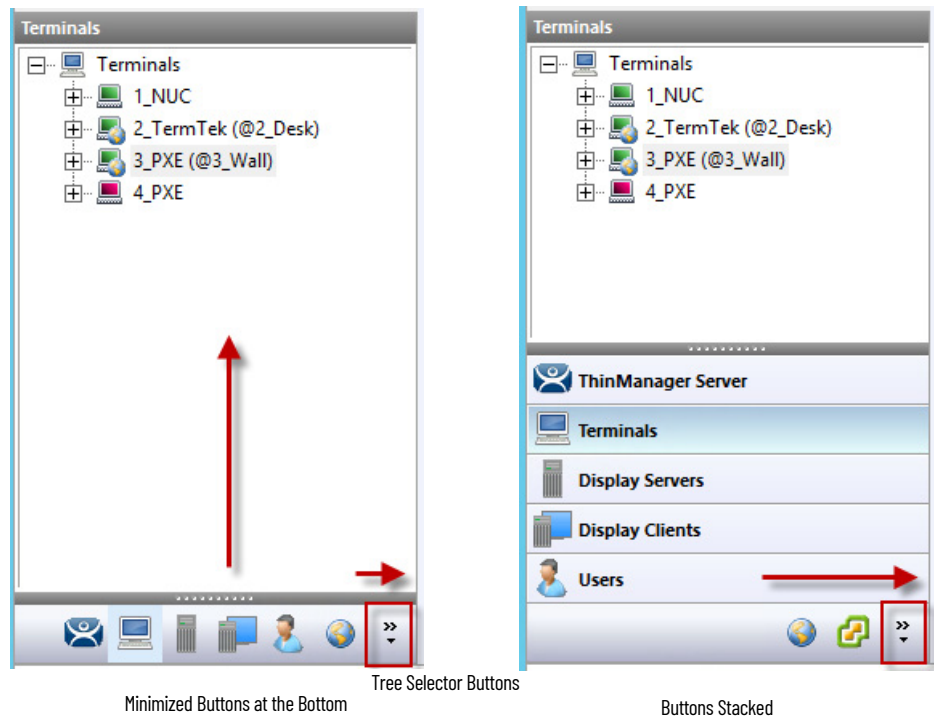 Terminals
Terminals
1_NUC
2_TermTek (@2_Desk)
3_PXE (@3_Wall)
4_PXE
Terminals
Terminals
1_NUC
2_TermTek (@2_Desk)
3_PXE (@3_Wall)
4_PXE
ThinManager Server
Terminals
Display Servers
Display Clients
Users
Tree Selector Buttons
Minimized Buttons at the Bottom
Buttons Stacked